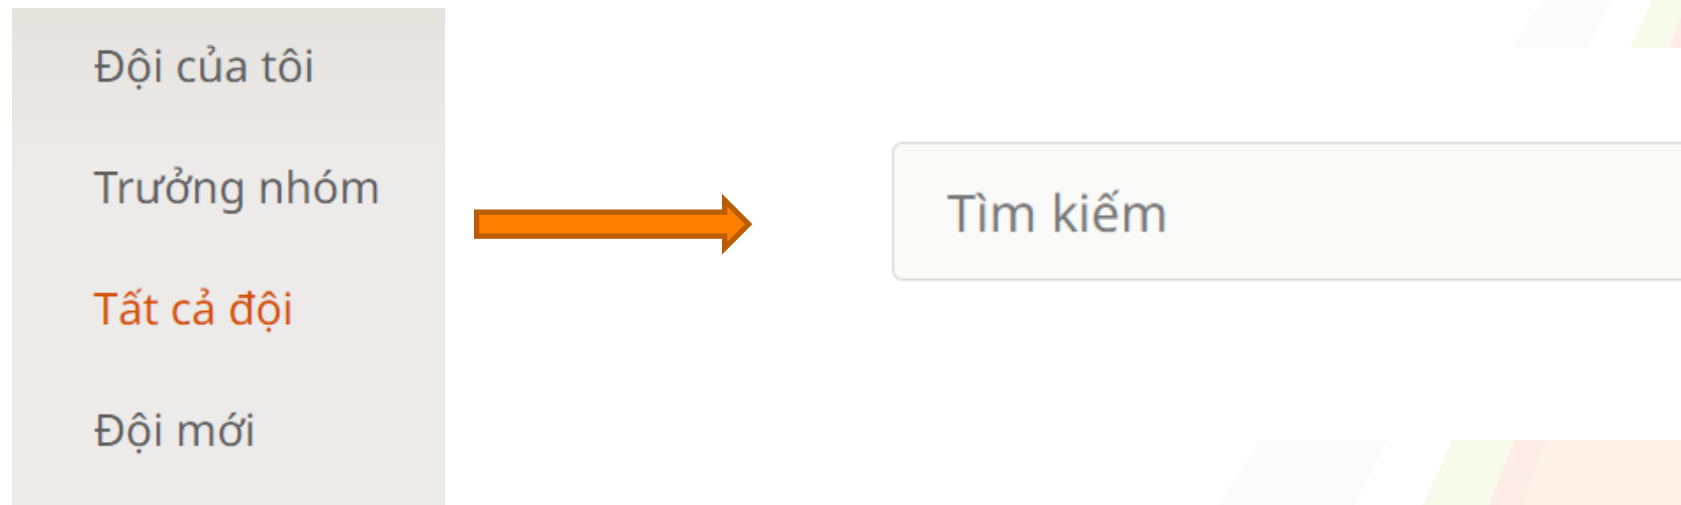 Đội của tôi
Trưởng nhóm
Tất cả đội
Đội mới
Tìm kiếm